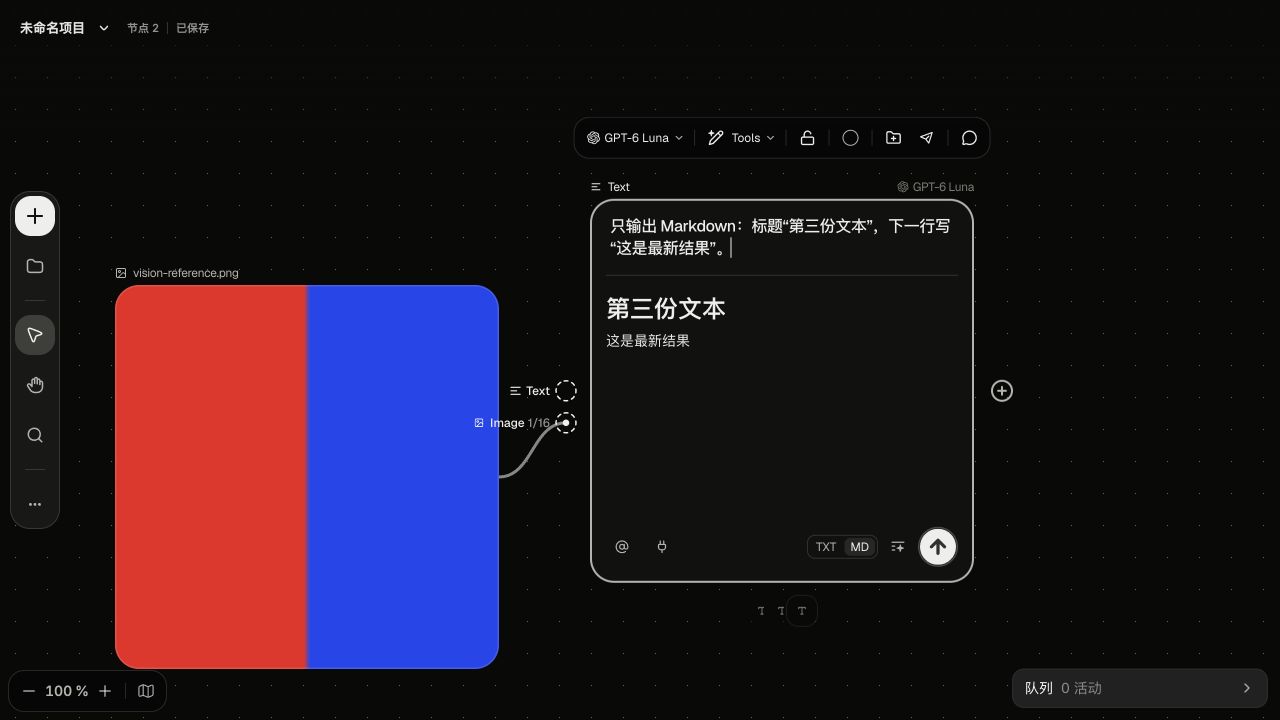 未命名项目
节点 2
已保存
GPT-6 Luna
Tools
Text
GPT-6 Luna
只输出 Markdown：标题“第三份文本”，下一行写
“这是最新结果”。
第三份文本
这是最新结果
vision-reference.png
Text
Image 1/16
TXT
MD
T
T
T
100 %
队列
0 活动